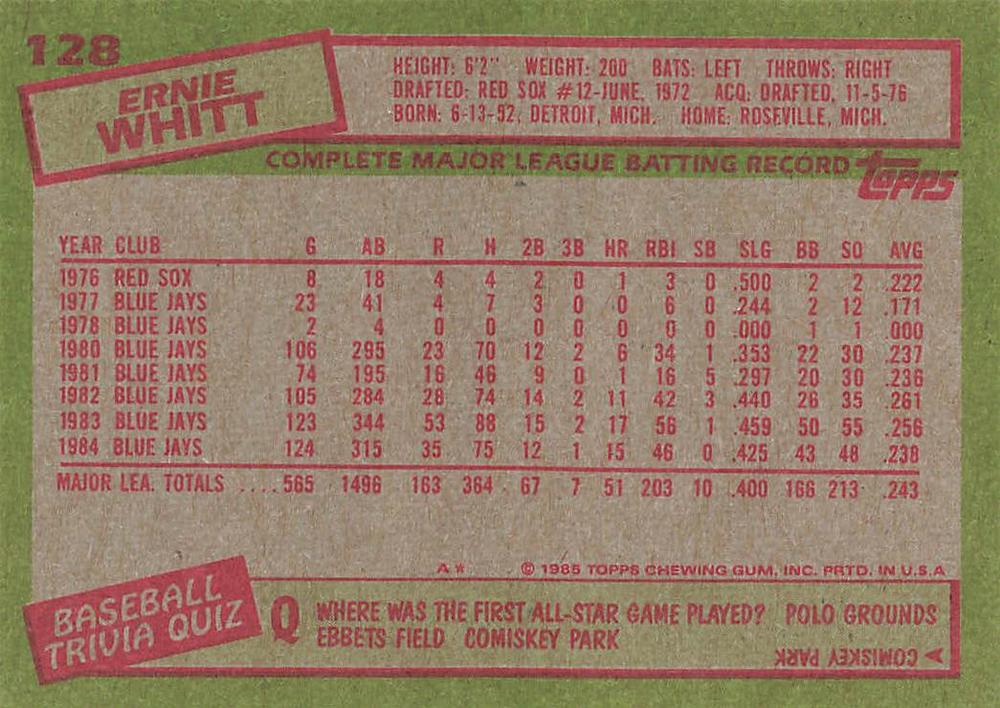 128
ERNIE
WHITT
HEIGHT: 6'2" WEIGHT: 200 BATS: LEFT THROWS: RIGHT
DRAFTED: RED SOX #12-JUNE, 1972 ACQ: DRAFTED, 11-5-76
BORN: 6-13-52, DETROIT, MICH. HOME: ROSEVILLE, MICH.
COMPLETE MAJOR LEAGUE BATTING RECORD topps
YEAR CLUB G AB R H 2B 3B HR RBI SB SLG BB SO AVG
1976 RED SOX 8 18 4 4 2 0 1 3 0 .500 2 2 .222
1977 BLUE JAYS 23 41 4 7 3 0 0 6 0 .244 2 12 .171
1978 BLUE JAYS 2 4 0 0 0 0 0 0 0 .000 1 1 .000
1980 BLUE JAYS 106 295 23 70 12 2 6 34 1 .353 22 30 .237
1981 BLUE JAYS 74 195 16 46 9 0 1 16 5 .297 20 30 .236
1982 BLUE JAYS 105 284 28 74 14 2 11 42 3 .440 26 35 .261
1983 BLUE JAYS 123 344 53 88 15 2 17 56 1 .459 50 55 .256
1984 BLUE JAYS 124 315 35 75 12 1 15 46 0 .425 43 48 .238
MAJOR LEA. TOTALS ....565 1496 163 364 67 7 51 203 10 .400 166 213 .243
A* © 1985 TOPPS CHEWING GUM, INC. PRTD. IN U.S.A
BASEBALL
TRIVIA QUIZ
Q WHERE WAS THE FIRST ALL-STAR GAME PLAYED? POLO GROUNDS
EBBETS FIELD COMISKEY PARK
COMISKEY PARK